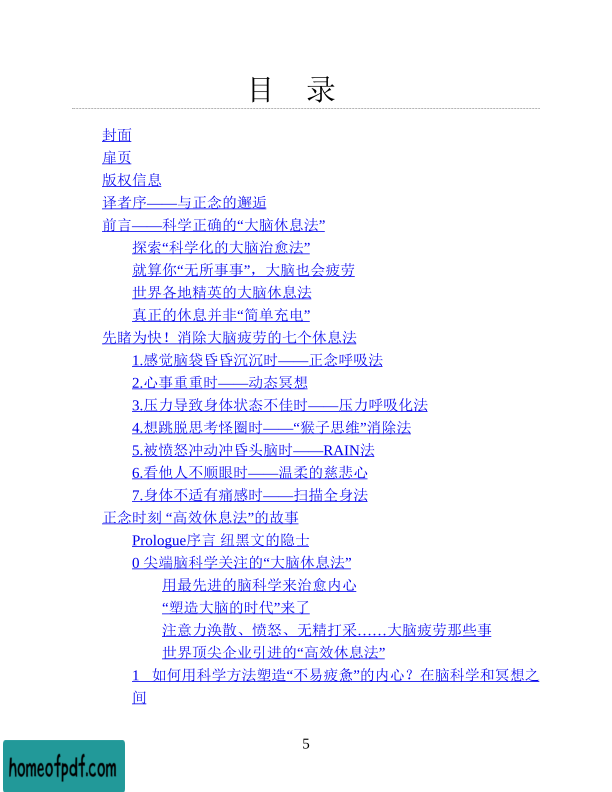 目 录
封面
扉页
版权信息
译者序——与正念的邂逅
前言——科学正确的“大脑休息法”
探索“科学化的大脑治愈法”
就算你“无所事事”，大脑也会疲劳
世界各地精英的大脑休息法
真正的休息并非“简单充电”
先睹为快！消除大脑疲劳的七个休息法
1.感觉脑袋昏昏沉沉时——正念呼吸法
2.心事重重时——动态冥想
3.压力导致身体状态不佳时——压力呼吸化法
4.想跳脱思考怪圈时——“猴子思维”消除法
5.被愤怒冲动冲昏头脑时——RAIN法
6.看他人不顺眼时——温柔的慈悲心
7.身体不适有痛感时——扫描全身法
正念时刻 “高效休息法”的故事
Prologue序言 纽黑文的隐士
0 尖端脑科学关注的“大脑休息法”
用最先进的脑科学来治愈内心
“塑造大脑的时代”来了
注意力涣散、愤怒、无精打采……大脑疲劳那些事
世界顶尖企业引进的“高效休息法”
1 如何用科学方法塑造“不易疲惫”的内心？在脑科学和冥想之
间
5
homeofpdf.com